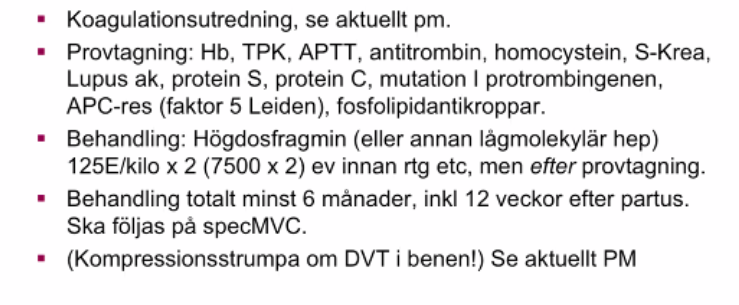 ▪ Koagulationsutredning, se aktuellt pm.
▪ Provtagning: Hb, TPK, APTT, antitrombin, homocystein, S-Krea,
Lupus ak, protein S, protein C, mutation I protrombingenen,
APC-res (faktor 5 Leiden), fosfolipidantikroppar.
▪ Behandling: Högdosfragmin (eller annan lågmolekylär hep)
125E/kilo x 2 (7500 x 2) ev innan rtg etc, men efter provtagning.
▪ Behandling totalt minst 6 månader, inkl 12 veckor efter partus.
Ska följas på specMVC.
▪ (Kompressionsstrumpa om DVT i benen!) Se aktuellt PM